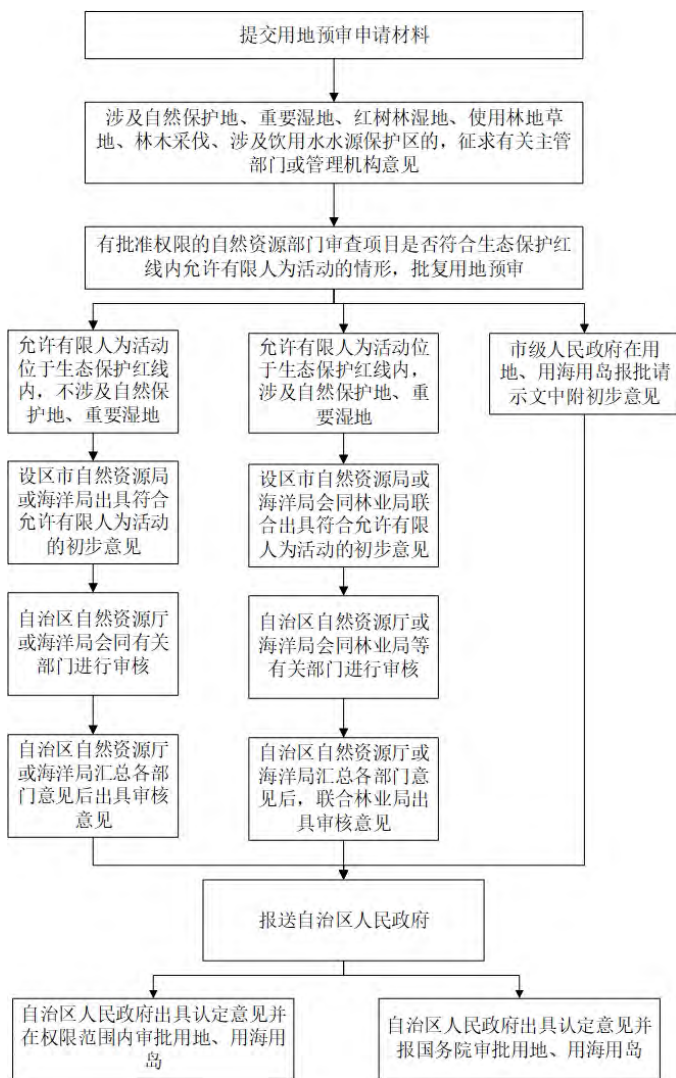 提交用地预审申请材料
涉及自然保护地、重要湿地、红树林湿地、使用林地草
地、林木采伐、涉及饮用水水源保护区的，征求有关主管
部门或管理机构意见
有批准权限的自然资源部门审查项目是否符合生态保护红
线内允许有限人为活动的情形，批复用地预审
允许有限人为活动
位于生态保护红线
内，不涉及自然保
护地、重要湿地
允许有限人为活动位
于生态保护红线内，
涉及自然保护地、重
要湿地
市级人民政府在用
地、用海用岛报批请
示文中附初步意见
设区市自然资源局
或海洋局出具符合
允许有限人为活动
的初步意见
设区市自然资源局或
海洋局会同林业局联
合出具符合允许有限
人为活动的初步意见
自治区自然资源厅
或海洋局会同有关
部门进行审核
自治区自然资源厅或
海洋局会同林业局等
有关部门进行审核
自治区自然资源厅
或海洋局汇总各部
门意见后出具审核
意见
自治区自然资源厅或
海洋局汇总各部门意
见后，联合林业局出
具审核意见
报送自治区人民政府
自治区人民政府出具认定意见并
在权限范围内审批用地、用海用
岛
自治区人民政府出具认定意见并
报国务院审批用地、用海用岛